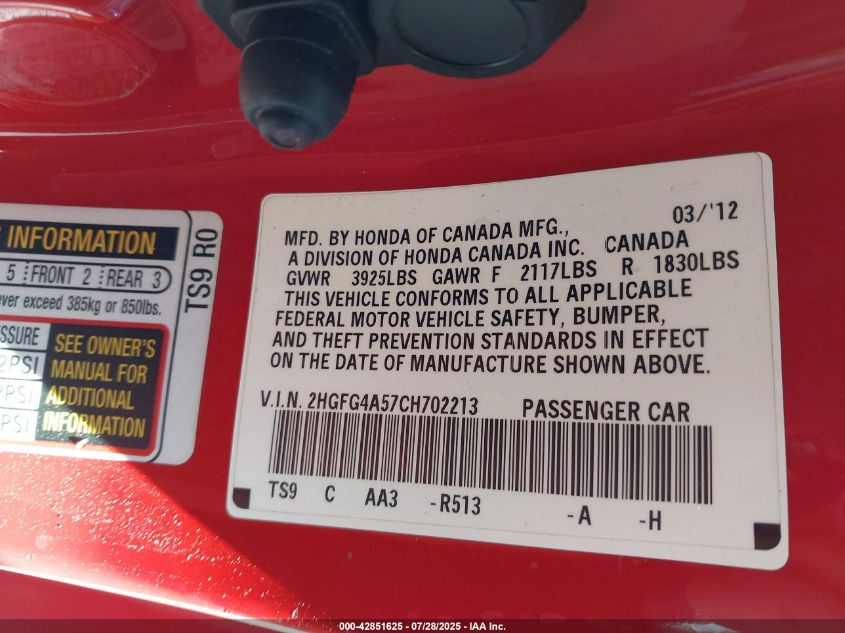 INFORMATION
5 FRONT 2 REAR 3
ever exceed 385kg or 850lbs.
SSURE
2PSI
PSI
PSI
SEE OWNER'S
MANUAL FOR
ADDITIONAL
INFORMATION
TS9 R0
03/'12
MFD. BY HONDA OF CANADA MFG.,
A DIVISION OF HONDA CANADA INC. CANADA
GVWR 3925LBS GAWR F 2117LBS R 1830LBS
THIS VEHICLE CONFORMS TO ALL APPLICABLE
FEDERAL MOTOR VEHICLE SAFETY, BUMPER,
AND THEFT PREVENTION STANDARDS IN EFFECT
ON THE DATE OF MANUFACTURE SHOWN ABOVE.
V.I.N. 2HGFG4A57CH702213 PASSENGER CAR
TS9 C AA3 -R513 -A -H
000-42851625 - 07/28/2025 - IAA Inc.